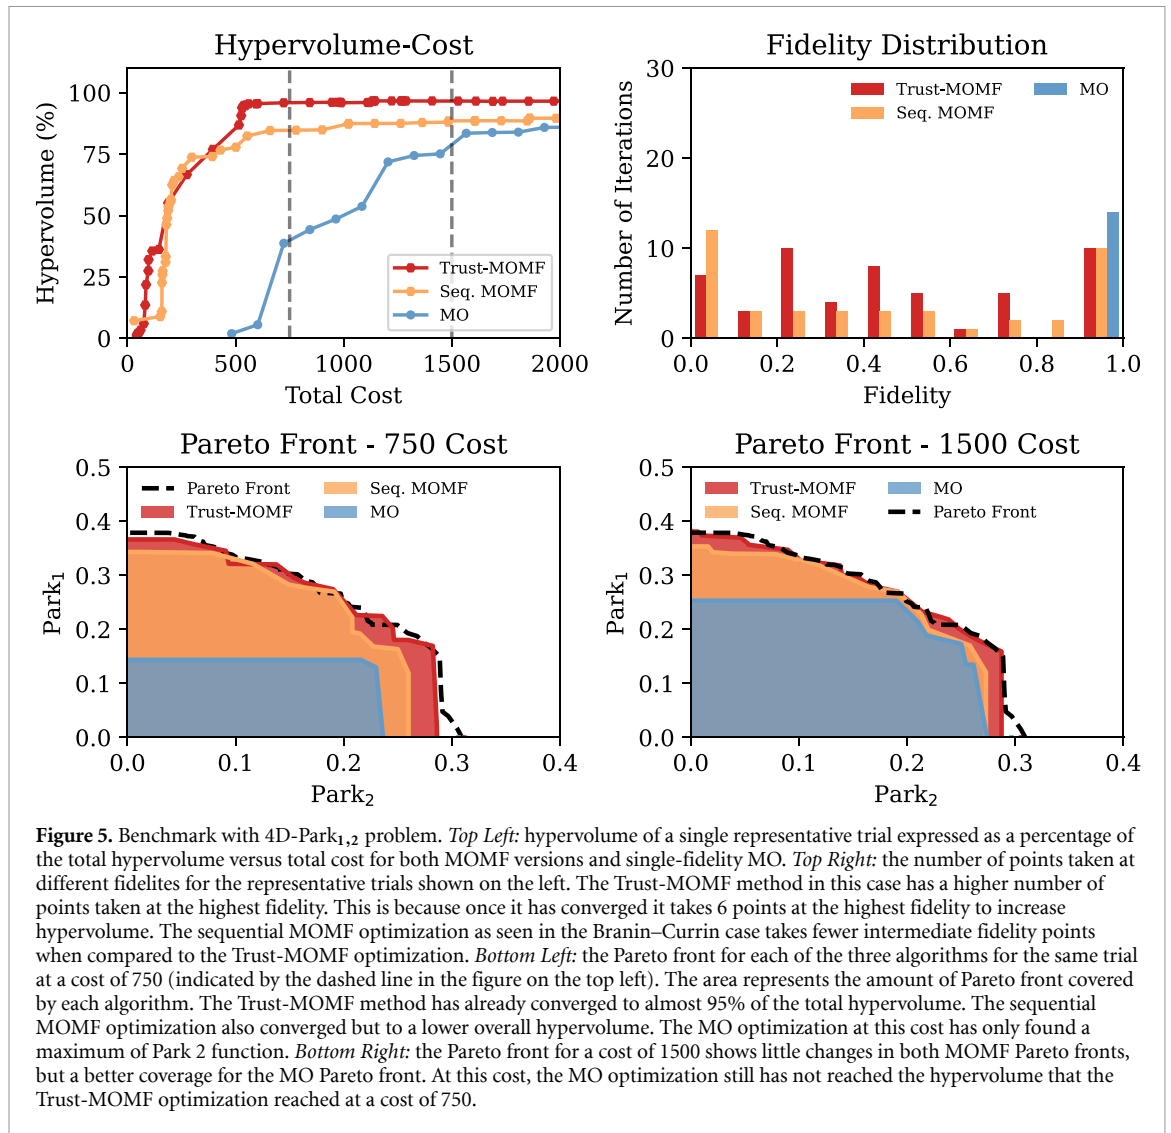 Hypervolume-Cost
Hypervolume (%)
100
75
50
25
0
Trust-MOMF
Seq. MOMF
MO
0
500
1000
1500
2000
Total Cost
Fidelity Distribution
Number of Iterations
30
20
10
0
Trust-MOMF
Seq. MOMF
MO
0.0
0.2
0.4
0.6
0.8
1.0
Fidelity
Pareto Front - 750 Cost
Park₁
0.5
0.4
0.3
0.2
0.1
0.0
Pareto Front
Trust-MOMF
Seq. MOMF
MO
0.0
0.1
0.2
0.3
0.4
Park₂
Pareto Front - 1500 Cost
Park₁
0.5
0.4
0.3
0.2
0.1
0.0
Trust-MOMF
Seq. MOMF
MO
Pareto Front
0.0
0.1
0.2
0.3
0.4
Park₂
Figure 5. Benchmark with 4D-Park₁,₂ problem. Top Left: hypervolume of a single representative trial expressed as a percentage of
the total hypervolume versus total cost for both MOMF versions and single-fidelity MO. Top Right: the number of points taken at
different fidelites for the representative trials shown on the left. The Trust-MOMF method in this case has a higher number of
points taken at the highest fidelity. This is because once it has converged it takes 6 points at the highest fidelity to increase
hypervolume. The sequential MOMF optimization as seen in the Branin–Currin case takes fewer intermediate fidelity points
when compared to the Trust-MOMF optimization. Bottom Left: the Pareto front for each of the three algorithms for the same trial
at a cost of 750 (indicated by the dashed line in the figure on the top left). The area represents the amount of Pareto front covered
by each algorithm. The Trust-MOMF method has already converged to almost 95% of the total hypervolume. The sequential
MOMF optimization also converged but to a lower overall hypervolume. The MO optimization at this cost has only found a
maximum of Park 2 function. Bottom Right: the Pareto front for a cost of 1500 shows little changes in both MOMF Pareto fronts,
but a better coverage for the MO Pareto front. At this cost, the MO optimization still has not reached the hypervolume that the
Trust-MOMF optimization reached at a cost of 750.